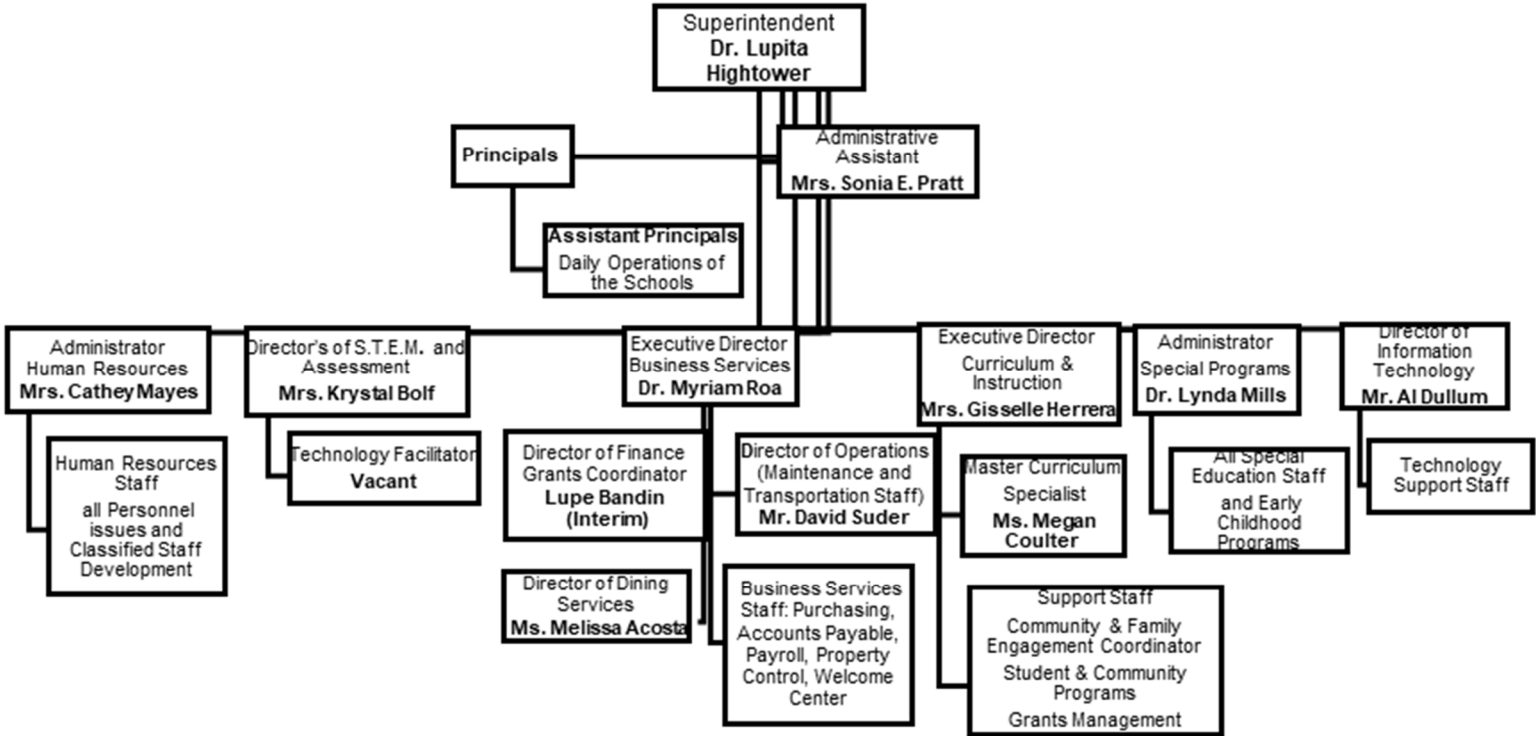 Superintendent
Dr. Lupita
Hightower
Principals
Administrative
Assistant
Mrs. Sonia E. Pratt
Assistant Principals
Daily Operations of
the Schools
Administrator
Human Resources
Mrs. Cathey Mayes
Director's of S.T.E.M. and
Assessment
Mrs. Krystal Bolf
Executive Director
Business Services
Dr. Myriam Roa
Executive Director
Curriculum &
Instruction
Mrs. Gisselle Herrera
Administrator
Special Programs
Dr. Lynda Mills
Director of
Information
Technology
Mr. Al Dullum
Human Resources
Staff
all Personnel
issues and
Classified Staff
Development
Technology Facilitator
Vacant
Director of Finance
Grants Coordinator
Lupe Bandin
(Interim)
Director of Operations
(Maintenance and
Transportation Staff)
Mr. David Suder
Master Curriculum
Specialist
Ms. Megan
Coulter
All Special
Education Staff
and Early
Childhood
Programs
Technology
Support Staff
Director of Dining
Services
Ms. Melissa Acosta
Business Services
Staff: Purchasing,
Accounts Payable,
Payroll, Property
Control, Welcome
Center
Support Staff
Community & Family
Engagement Coordinator
Student & Community
Programs
Grants Management